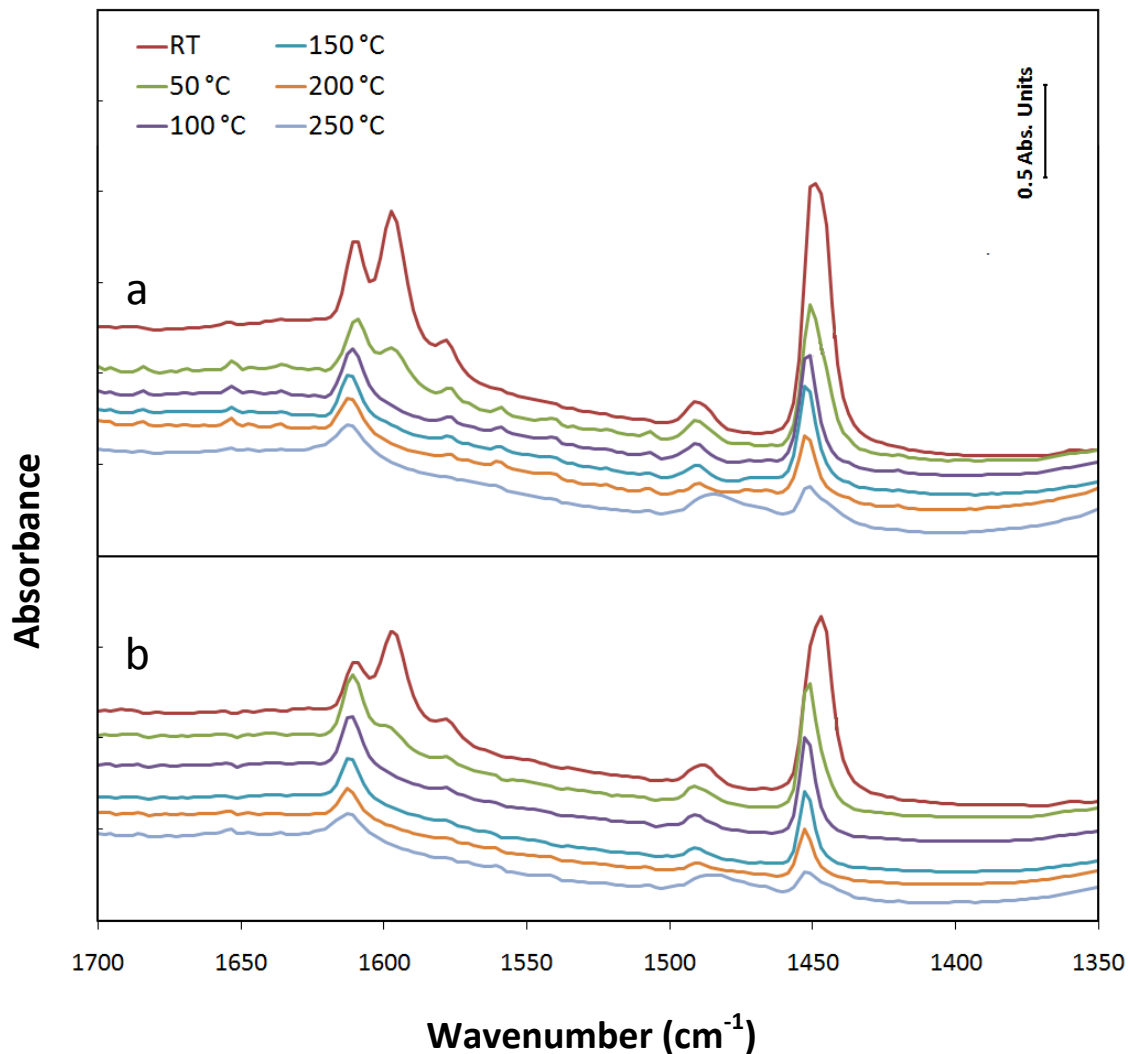 RT
150 °C
50 °C
200 °C
100 °C
250 °C
0.5 Abs. Units
a
b
Absorbance
1700
1650
1600
1550
1500
1450
1400
1350
Wavenumber (cm⁻¹)